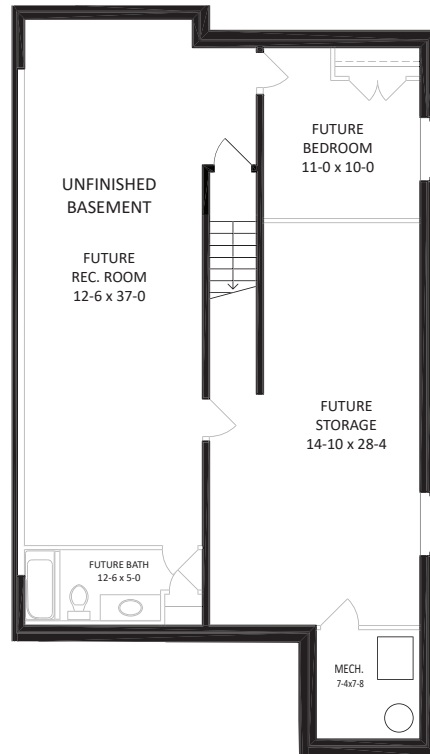 UNFINISHED
BASEMENT
FUTURE
REC. ROOM
12-6 x 37-0
FUTURE
BEDROOM
11-0 x 10-0
FUTURE
STORAGE
14-10 x 28-4
FUTURE BATH
12-6 x 5-0
MECH.
7-4x7-8